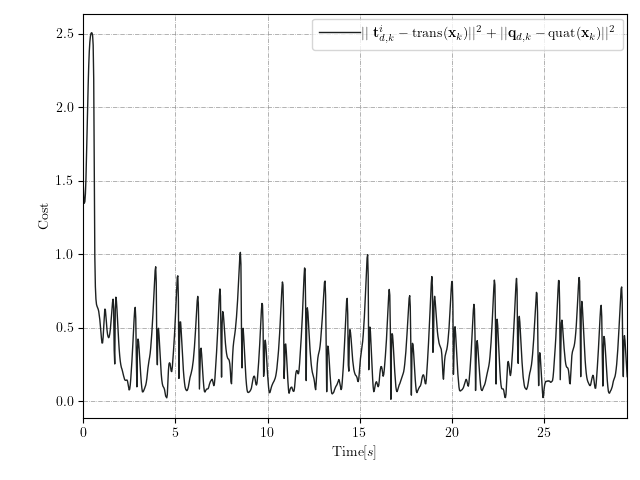 || t^i_{d,k} − trans(x_k)||^2 + ||q_{d,k} − quat(x_k)||^2
2.5
2.0
1.5
1.0
0.5
0.0
Cost
0 5 10 15 20 25
Time[s]